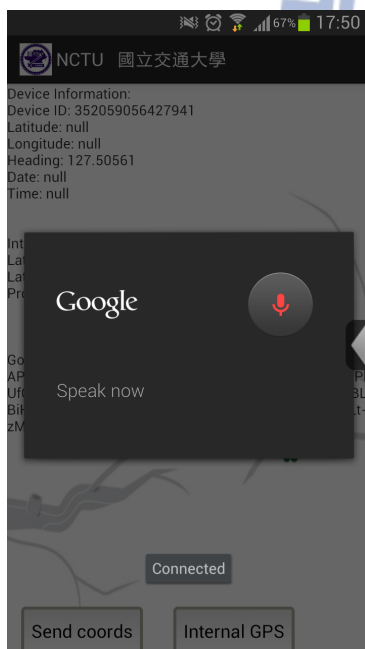 67% 17:50
NCTU 國立交通大學
Device Information:
Device ID: 352059056427941
Latitude: null
Longitude: null
Heading: 127.50561
Date: null
Time: null
Google
Speak now
Connected
Send coords
Internal GPS